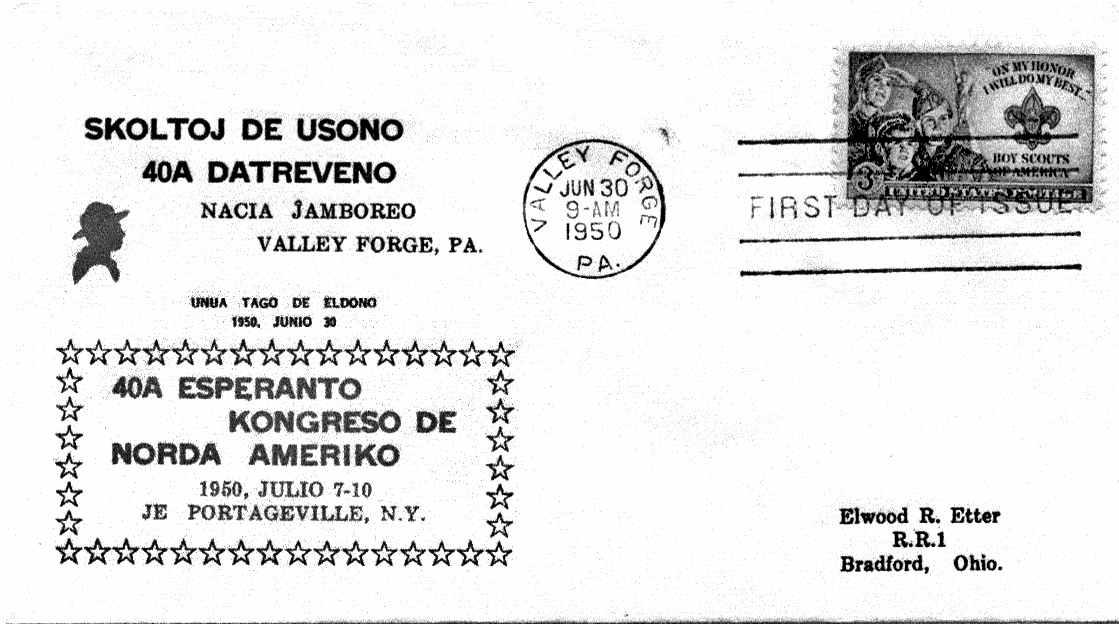 SKOLTOJ DE USONO
40A DATREVENO
NACIA JAMBOREO
VALLEY FORGE, PA.
UNUA TAGO DE ELDONO
1950, JUNIO 30
40A ESPERANTO
KONGRESO DE
NORDA AMERIKO
1950, JULIO 7-10
JE PORTAGEVILLE, N.Y.
VALLEY FORGE
JUN 30
9-AM
1950
PA.
ON MY HONOR
I WILL DO MY BEST...
BOY SCOUTS
OF AMERICA
3¢
UNITED STATES POSTAGE
FIRST DAY OF ISSUE
Elwood R. Etter
R.R.1
Bradford, Ohio.